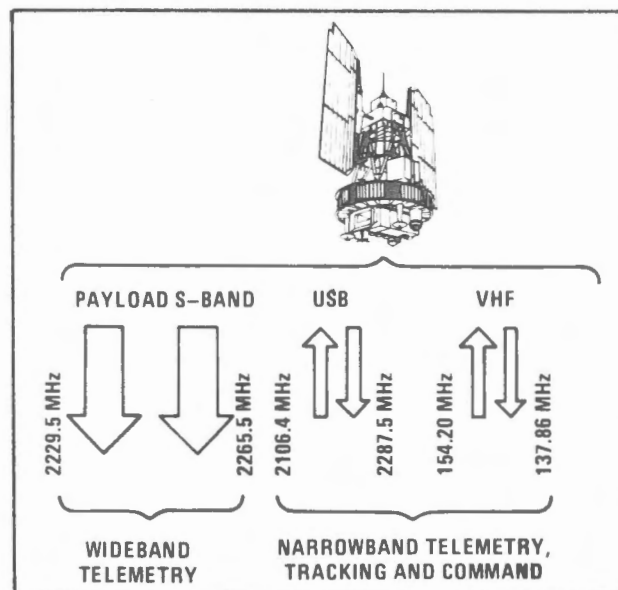 PAYLOAD S-BAND
USB
VHF
2229.5 MHz
2265.5 MHz
2106.4 MHz
2287.5 MHz
154.20 MHz
137.86 MHz
WIDEBAND
TELEMETRY
NARROWBAND TELEMETRY,
TRACKING AND COMMAND